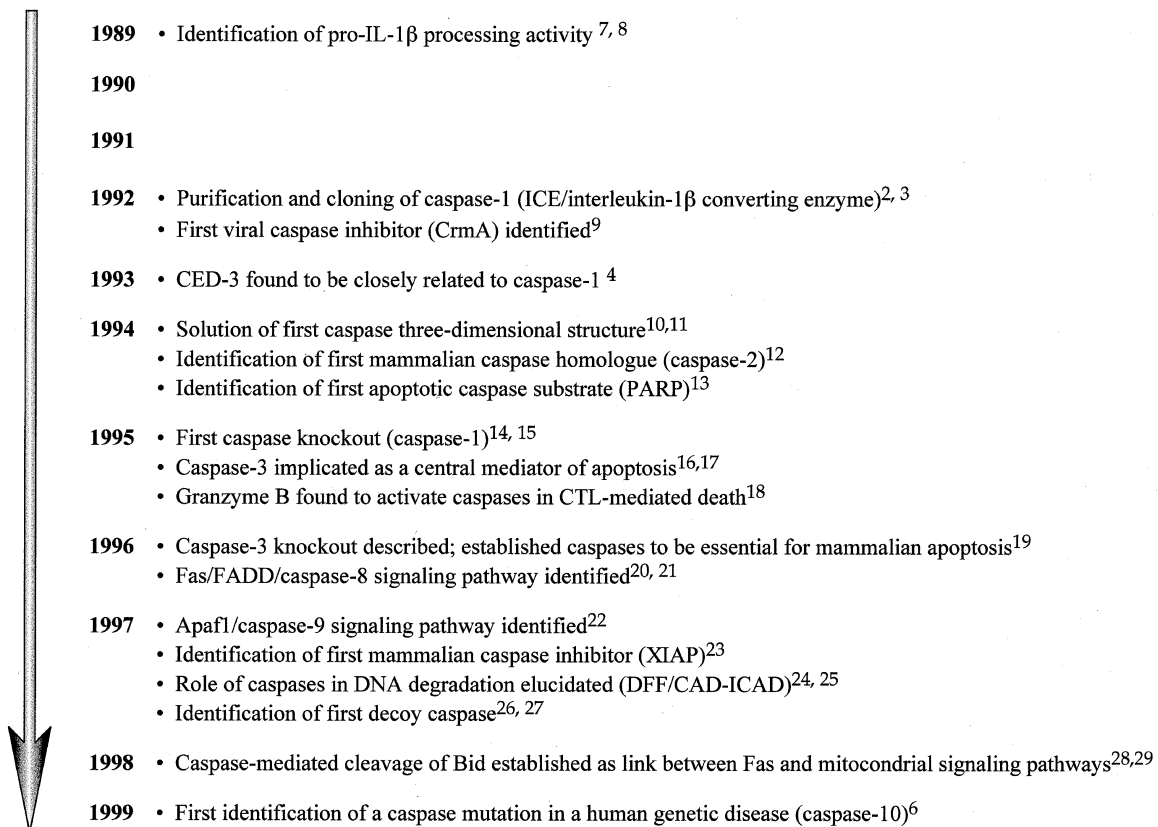 1989 • Identification of pro-IL-1β processing activity 7, 8
1990
1991
1992 • Purification and cloning of caspase-1 (ICE/interleukin-1β converting enzyme)2, 3
• First viral caspase inhibitor (CrmA) identified9
1993 • CED-3 found to be closely related to caspase-1 4
1994 • Solution of first caspase three-dimensional structure10,11
• Identification of first mammalian caspase homologue (caspase-2)12
• Identification of first apoptotic caspase substrate (PARP)13
1995 • First caspase knockout (caspase-1)14, 15
• Caspase-3 implicated as a central mediator of apoptosis16,17
• Granzyme B found to activate caspases in CTL-mediated death18
1996 • Caspase-3 knockout described; established caspases to be essential for mammalian apoptosis19
• Fas/FADD/caspase-8 signaling pathway identified20, 21
1997 • Apaf1/caspase-9 signaling pathway identified22
• Identification of first mammalian caspase inhibitor (XIAP)23
• Role of caspases in DNA degradation elucidated (DFF/CAD-ICAD)24, 25
• Identification of first decoy caspase26, 27
1998 • Caspase-mediated cleavage of Bid established as link between Fas and mitocondrial signaling pathways28,29
1999 • First identification of a caspase mutation in a human genetic disease (caspase-10)6